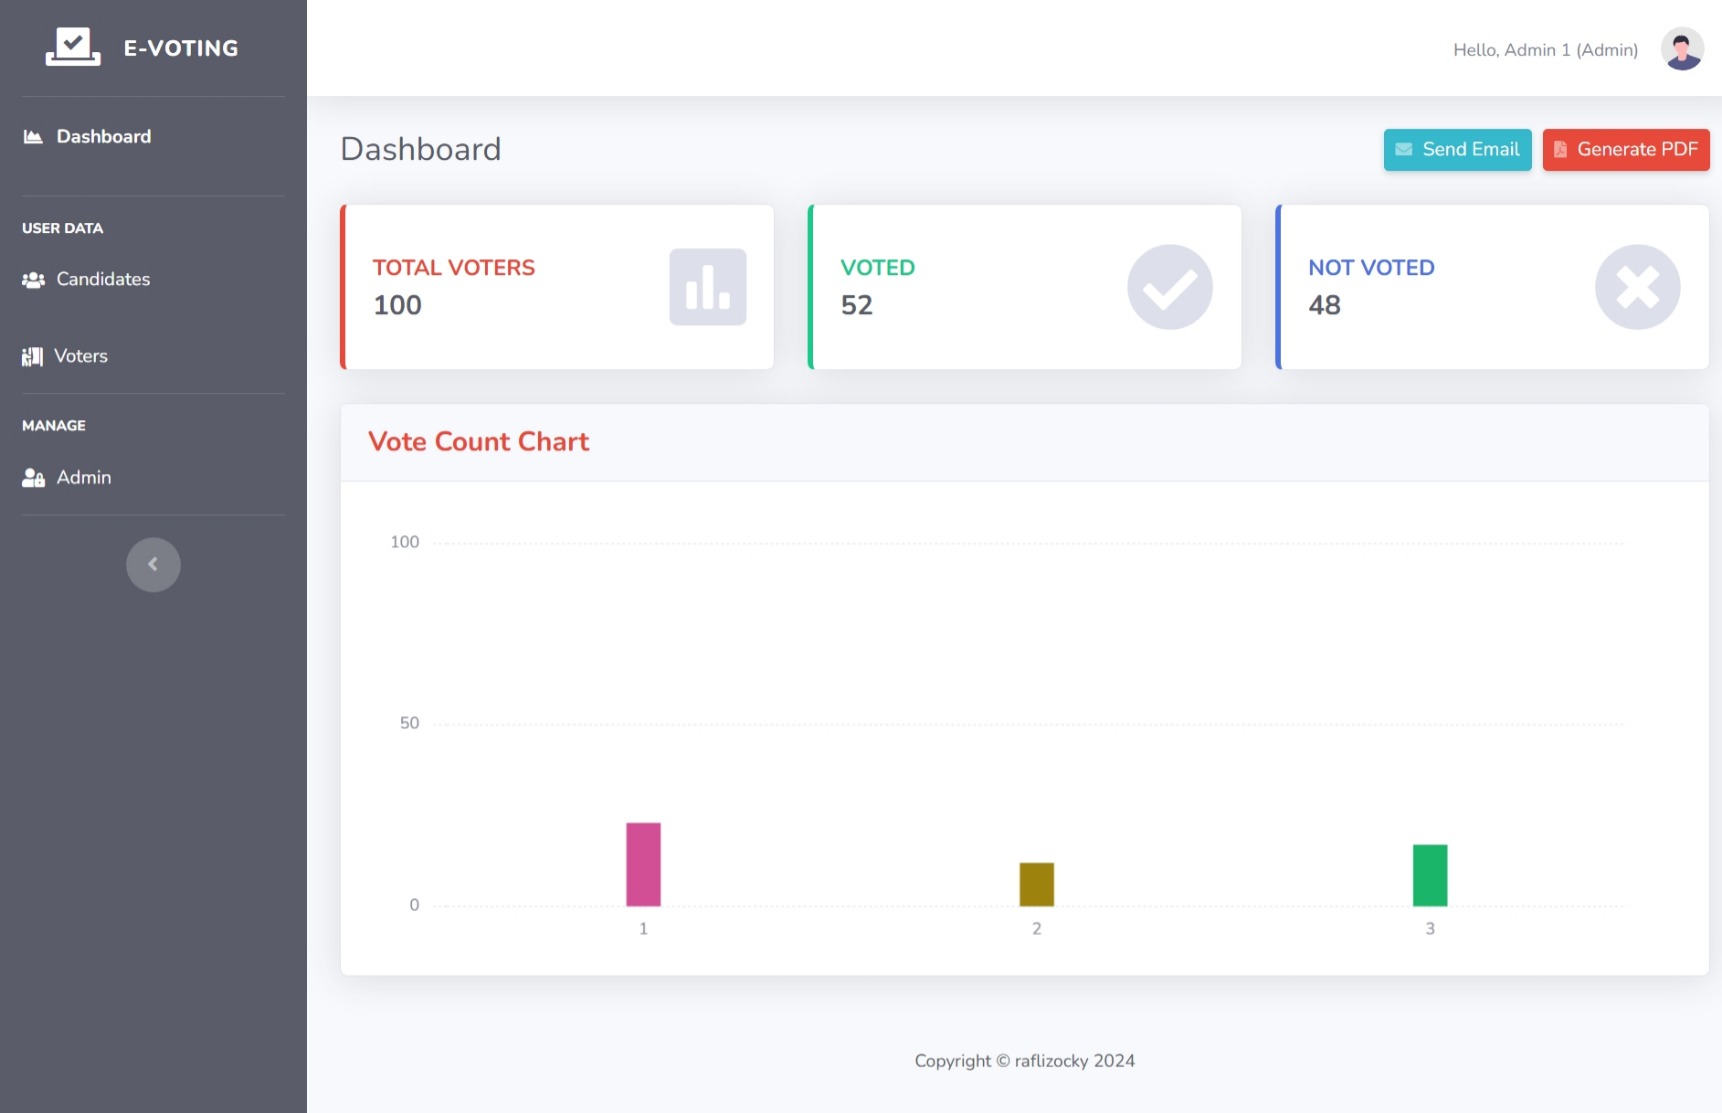 E-VOTING
Hello, Admin 1 (Admin)
Dashboard
USER DATA
Candidates
Voters
MANAGE
Admin
Dashboard
Send Email
Generate PDF
TOTAL VOTERS
100
VOTED
52
NOT VOTED
48
Vote Count Chart
100
50
0
1
2
3
Copyright © raflizocky 2024